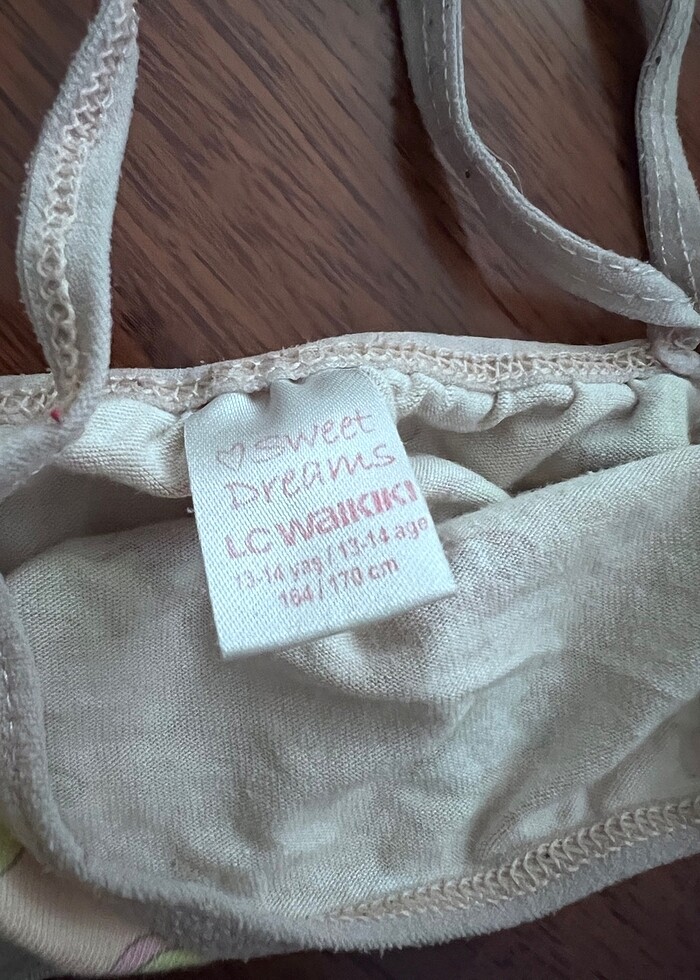 sweet
Dreams
LC Waikiki
13-14 yaş / 13-14 age
164 / 170 cm